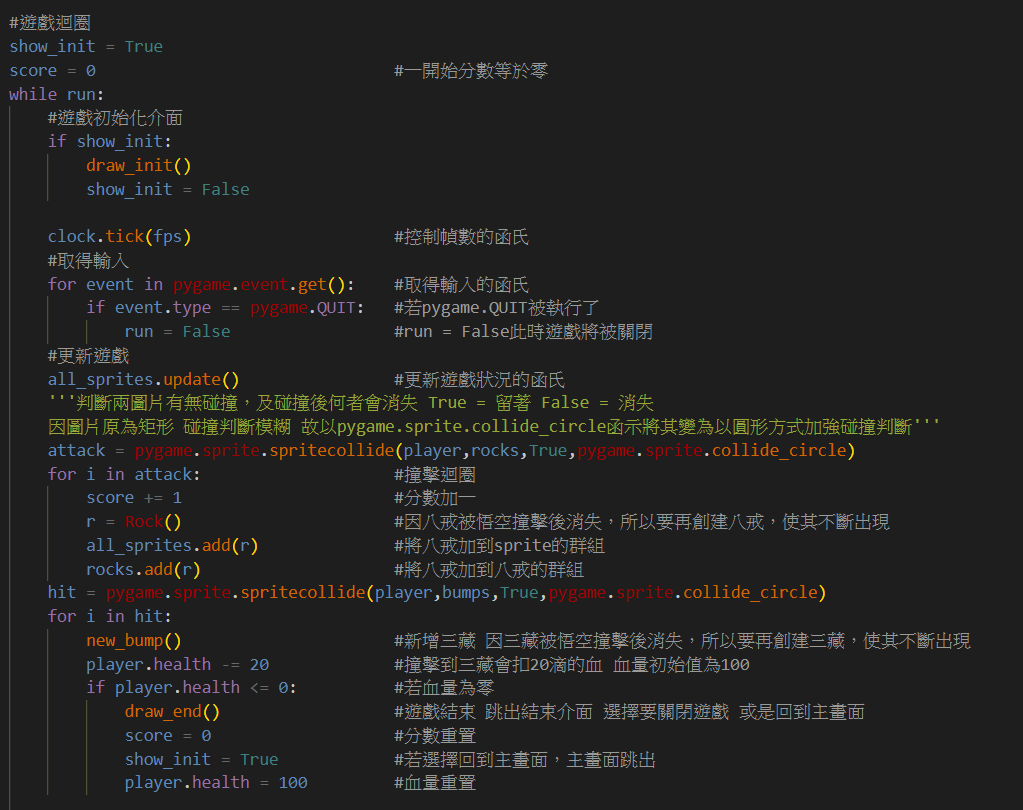 #遊戲迴圈
show_init = True
score = 0 #一開始分數等於零
while run:
#遊戲初始化介面
if show_init:
draw_init()
show_init = False
clock.tick(fps) #控制幀數的函氏
#取得輸入
for event in pygame.event.get(): #取得輸入的函氏
if event.type == pygame.QUIT: #若pygame.QUIT被執行了
run = False #run = False此時遊戲將被關閉
#更新遊戲
all_sprites.update() #更新遊戲狀況的函氏
'''判斷兩圖片有無碰撞，及碰撞後何者會消失 True = 留著 False = 消失
因圖片原為矩形 碰撞判斷模糊 故以pygame.sprite.collide_circle函示將其變為以圓形方式加強碰撞判斷'''
attack = pygame.sprite.spritecollide(player,rocks,True,pygame.sprite.collide_circle)
for i in attack: #撞擊迴圈
score += 1 #分數加一
r = Rock() #因八戒被悟空撞擊後消失，所以要再創建八戒，使其不斷出現
all_sprites.add(r) #將八戒加到sprite的群組
rocks.add(r) #將八戒加到八戒的群組
hit = pygame.sprite.spritecollide(player,bumps,True,pygame.sprite.collide_circle)
for i in hit:
new_bump() #新增三藏 因三藏被悟空撞擊後消失，所以要再創建三藏，使其不斷出現
player.health -= 20 #撞擊到三藏會扣20滴的血 血量初始值為100
if player.health <= 0: #若血量為零
draw_end() #遊戲結束 跳出結束介面 選擇要關閉遊戲 或是回到主畫面
score = 0 #分數重置
show_init = True #若選擇回到主畫面，主畫面跳出
player.health = 100 #血量重置